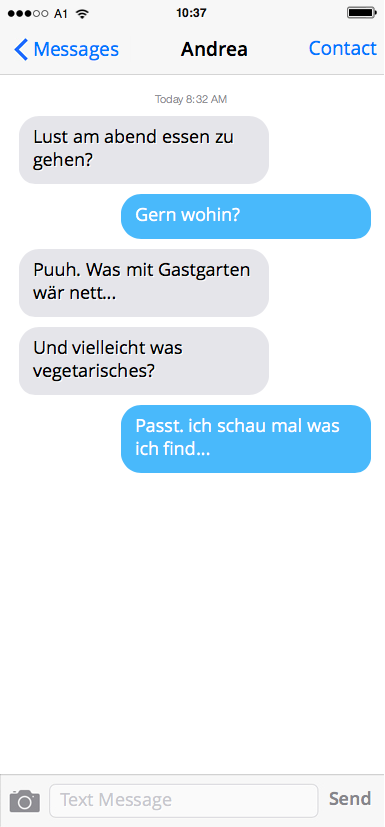 A1 10:37
Messages Andrea Contact
Today 8:32 AM
Lust am abend essen zu
gehen?
Gern wohin?
Puuh. Was mit Gastgarten
wär nett...
Und vielleicht was
vegetarisches?
Passt. ich schau mal was
ich find...
Text Message Send